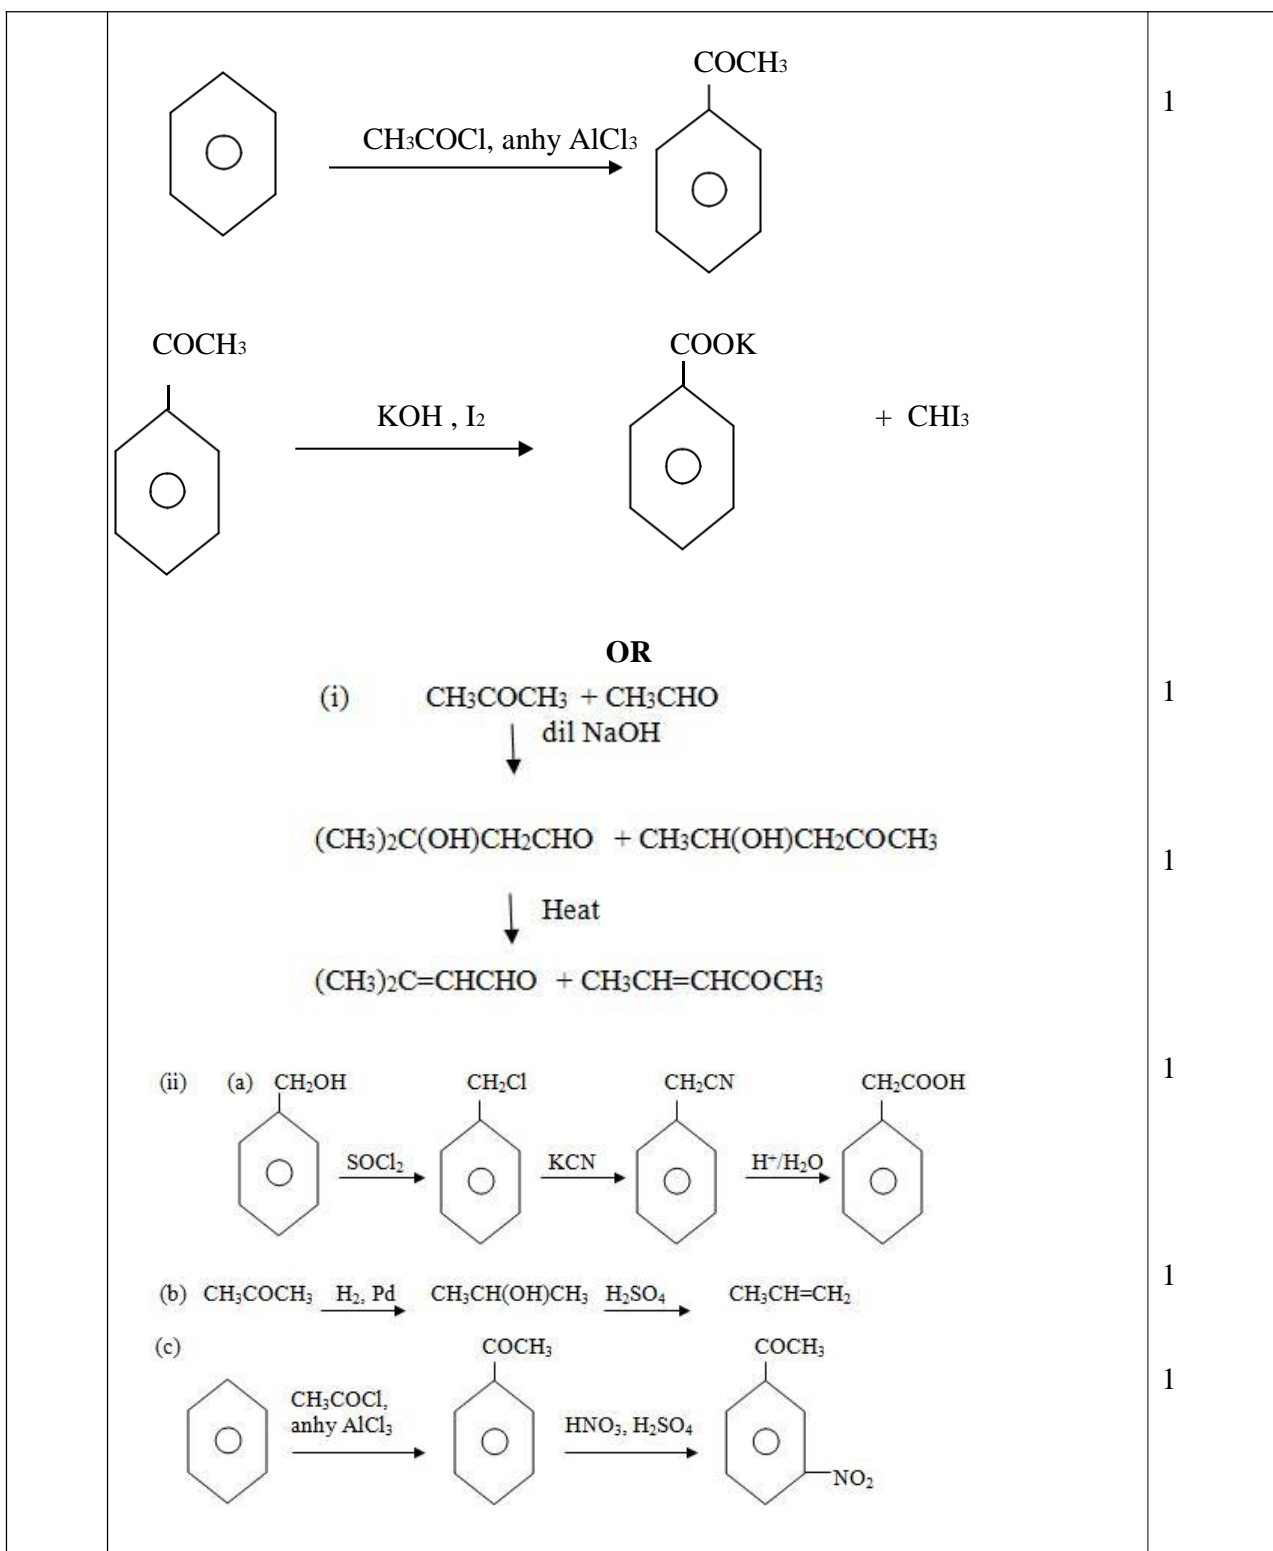 COCH₃
1
CH₃COCl, anhy AlCl₃
COCH₃ COOK
KOH , I₂ + CHI₃
OR
(i) CH₃COCH₃ + CH₃CHO 1
dil NaOH
(CH₃)₂C(OH)CH₂CHO + CH₃CH(OH)CH₂COCH₃
1
Heat
(CH₃)₂C=CHCHO + CH₃CH=CHCOCH₃
1
(ii) (a) CH₂OH CH₂Cl CH₂CN CH₂COOH
SOCl₂ KCN H⁺/H₂O
1
(b) CH₃COCH₃ H₂, Pd CH₃CH(OH)CH₃ H₂SO₄ CH₃CH=CH₂
(c) COCH₃ COCH₃
1
CH₃COCl,
anhy AlCl₃ HNO₃, H₂SO₄
NO₂